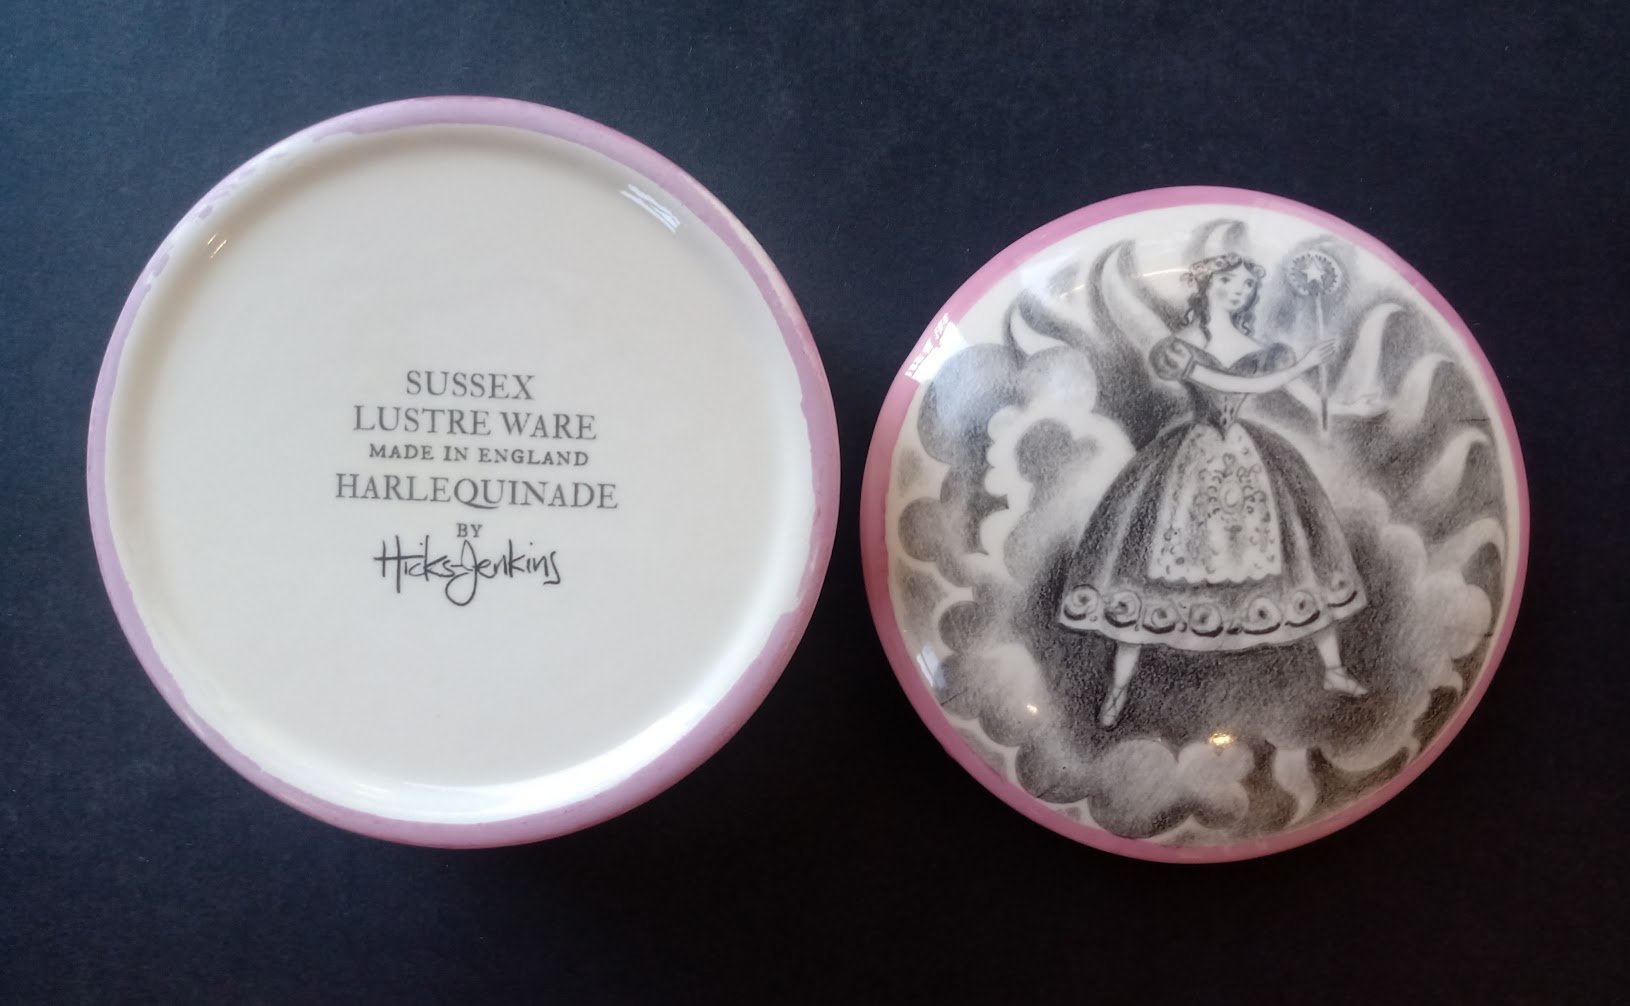 SUSSEX
LUSTRE WARE
MADE IN ENGLAND
HARLEQUINADE
BY
Hicks-Jenkins